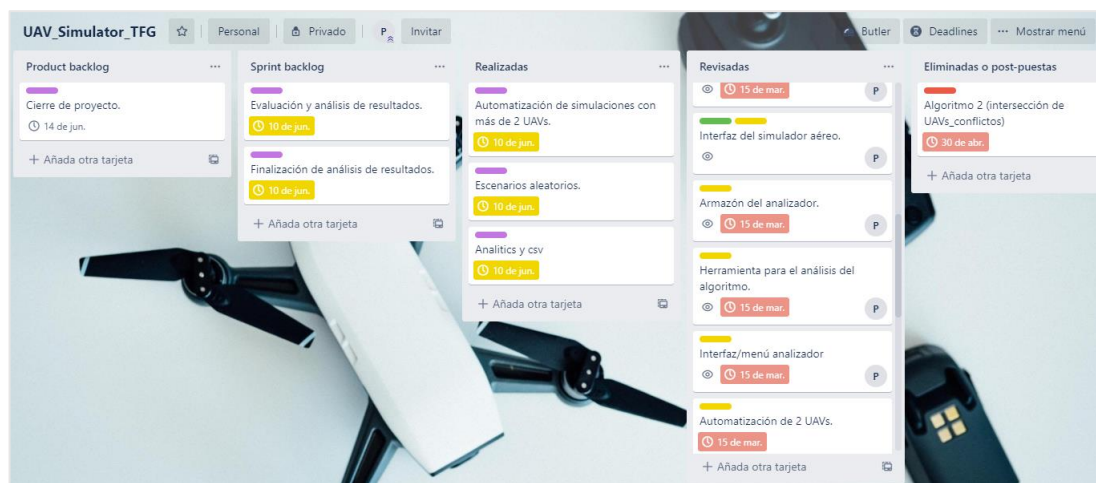 UAV_Simulator_TFG
Personal
Privado
P
Invitar
Butler
Deadlines
Mostrar menú
Product backlog
Cierre de proyecto.
14 de jun.
+ Añada otra tarjeta
Sprint backlog
Evaluación y análisis de resultados.
10 de jun.
Finalización de análisis de resultados.
10 de jun.
+ Añada otra tarjeta
Realizadas
Automatización de simulaciones con
más de 2 UAVs.
10 de jun.
Escenarios aleatorios.
10 de jun.
Analitics y csv
10 de jun.
+ Añada otra tarjeta
Revisadas
15 de mar.
P
Interfaz del simulador aéreo.
P
Armazón del analizador.
15 de mar.
P
Herramienta para el análisis del
algoritmo.
15 de mar.
P
Interfaz/menú analizador
15 de mar.
P
Automatización de 2 UAVs.
15 de mar.
+ Añada otra tarjeta
Eliminadas o post-puestas
Algoritmo 2 (intersección de
UAVs_conflictos)
30 de abr.
+ Añada otra tarjeta